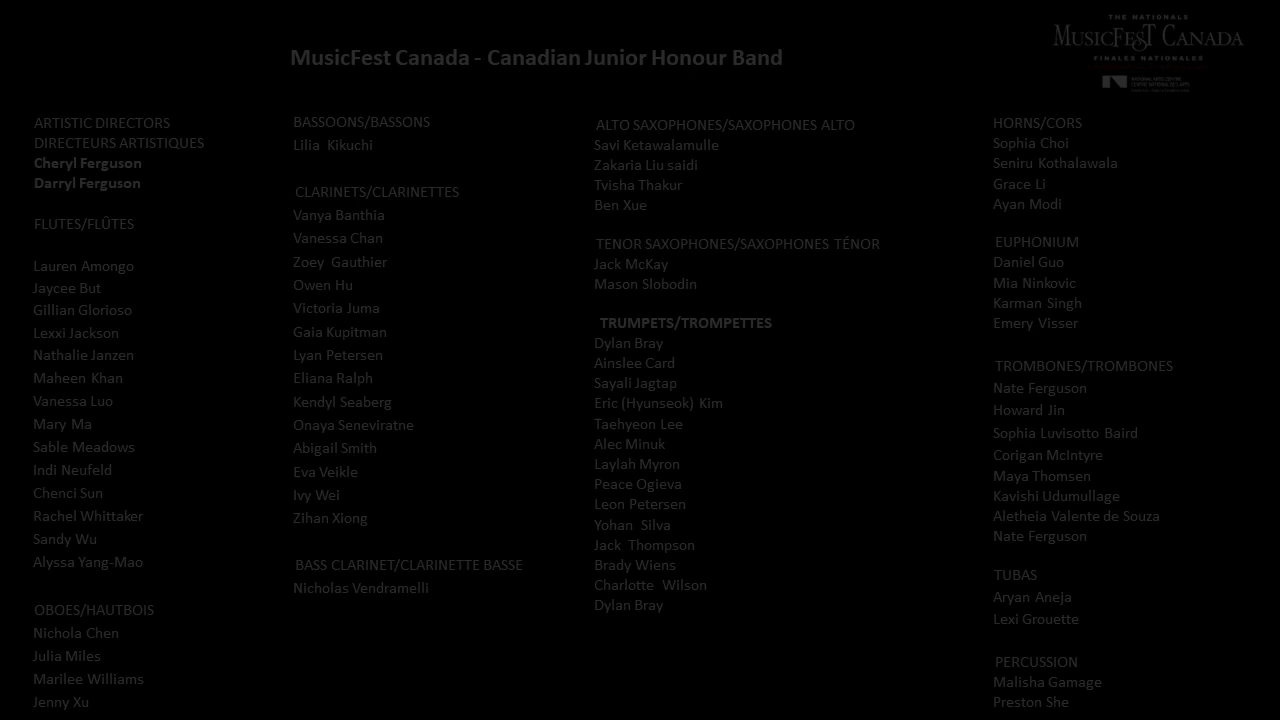 THE NATIONALS
MUSICFEST CANADA
FINALES NATIONALES
NATIONAL ARTS CENTRE
CENTRE NATIONAL DES ARTS
MusicFest Canada - Canadian Junior Honour Band
ARTISTIC DIRECTORS
DIRECTEURS ARTISTIQUES
Cheryl Ferguson
Darryl Ferguson
FLUTES/FLÛTES
Lauren Amongo
Jaycee But
Gillian Glorioso
Lexxi Jackson
Nathalie Janzen
Maheen Khan
Vanessa Luo
Mary Ma
Sable Meadows
Indi Neufeld
Chenci Sun
Rachel Whittaker
Sandy Wu
Alyssa Yang-Mao
OBOES/HAUTBOIS
Nichola Chen
Julia Miles
Marilee Williams
Jenny Xu
BASSOONS/BASSONS
Lilia Kikuchi
CLARINETS/CLARINETTES
Vanya Banthia
Vanessa Chan
Zoey Gauthier
Owen Hu
Victoria Juma
Gaia Kupitman
Lyan Petersen
Eliana Ralph
Kendyl Seaberg
Onaya Seneviratne
Abigail Smith
Eva Veikle
Ivy Wei
Zihan Xiong
BASS CLARINET/CLARINETTE BASSE
Nicholas Vendramelli
ALTO SAXOPHONES/SAXOPHONES ALTO
Savi Ketawalamulle
Zakaria Liu saidi
Tvisha Thakur
Ben Xue
TENOR SAXOPHONES/SAXOPHONES TÉNOR
Jack McKay
Mason Slobodin
TRUMPETS/TROMPETTES
Dylan Bray
Ainslee Card
Sayali Jagtap
Eric (Hyunseok) Kim
Taehyeon Lee
Alec Minuk
Laylah Myron
Peace Ogieva
Leon Petersen
Yohan Silva
Jack Thompson
Brady Wiens
Charlotte Wilson
Dylan Bray
HORNS/CORS
Sophia Choi
Seniru Kothalawala
Grace Li
Ayan Modi
EUPHONIUM
Daniel Guo
Mia Ninkovic
Karman Singh
Emery Visser
TROMBONES/TROMBONES
Nate Ferguson
Howard Jin
Sophia Luvisotto Baird
Corigan McIntyre
Maya Thomsen
Kavishi Udumullage
Aletheia Valente de Souza
Nate Ferguson
TUBAS
Aryan Aneja
Lexi Grouette
PERCUSSION
Malisha Gamage
Preston She